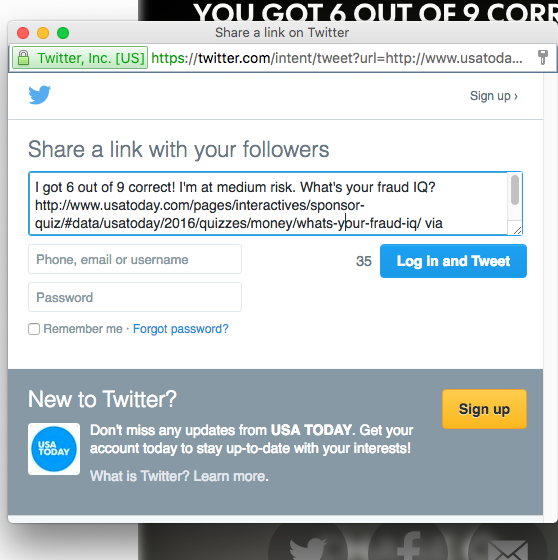 YOU GOT 6 OUT OF 9 CORR
Share a link on Twitter
Twitter, Inc. [US] https://twitter.com/intent/tweet?url=http://www.usatoda...
Sign up ›
Share a link with your followers
I got 6 out of 9 correct! I'm at medium risk. What's your fraud IQ?
http://www.usatoday.com/pages/interactives/sponsor-
quiz/#data/usatoday/2016/quizzes/money/whats-your-fraud-iq/ via
Phone, email or username
35 Log In and Tweet
Password
Remember me · Forgot password?
New to Twitter?
Sign up
USA TODAY
Don't miss any updates from USA TODAY. Get your
account today to stay up-to-date with your interests!
What is Twitter? Learn more.